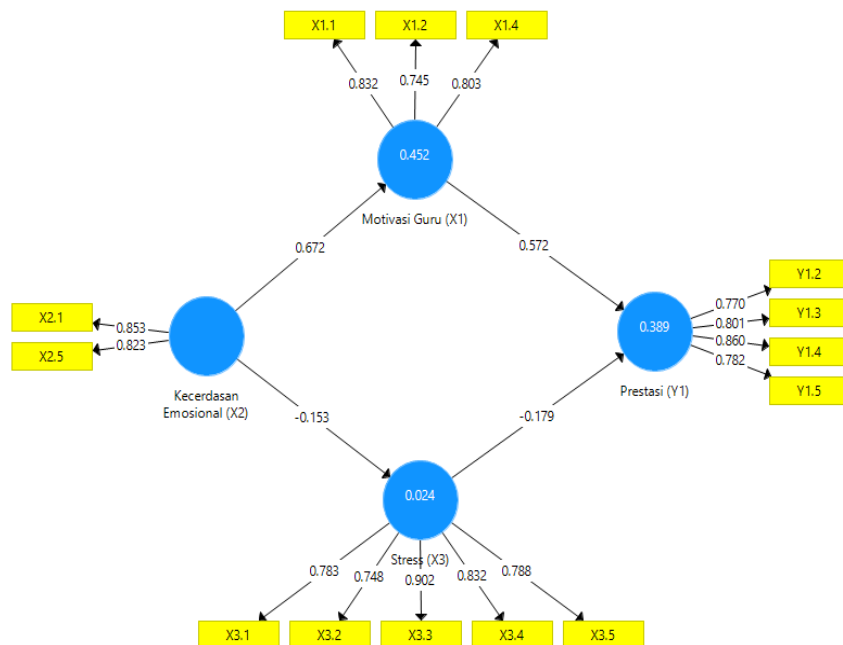 X1.1
X1.2
X1.4
0.832
0.745
0.803
0.452
Motivasi Guru (X1)
0.672
0.572
X2.1
X2.5
0.853
0.823
Kecerdasan
Emosional (X2)
0.389
Prestasi (Y1)
0.770
0.801
0.860
0.782
Y1.2
Y1.3
Y1.4
Y1.5
-0.153
-0.179
0.024
Stress (X3)
0.783
0.748
0.902
0.832
0.788
X3.1
X3.2
X3.3
X3.4
X3.5